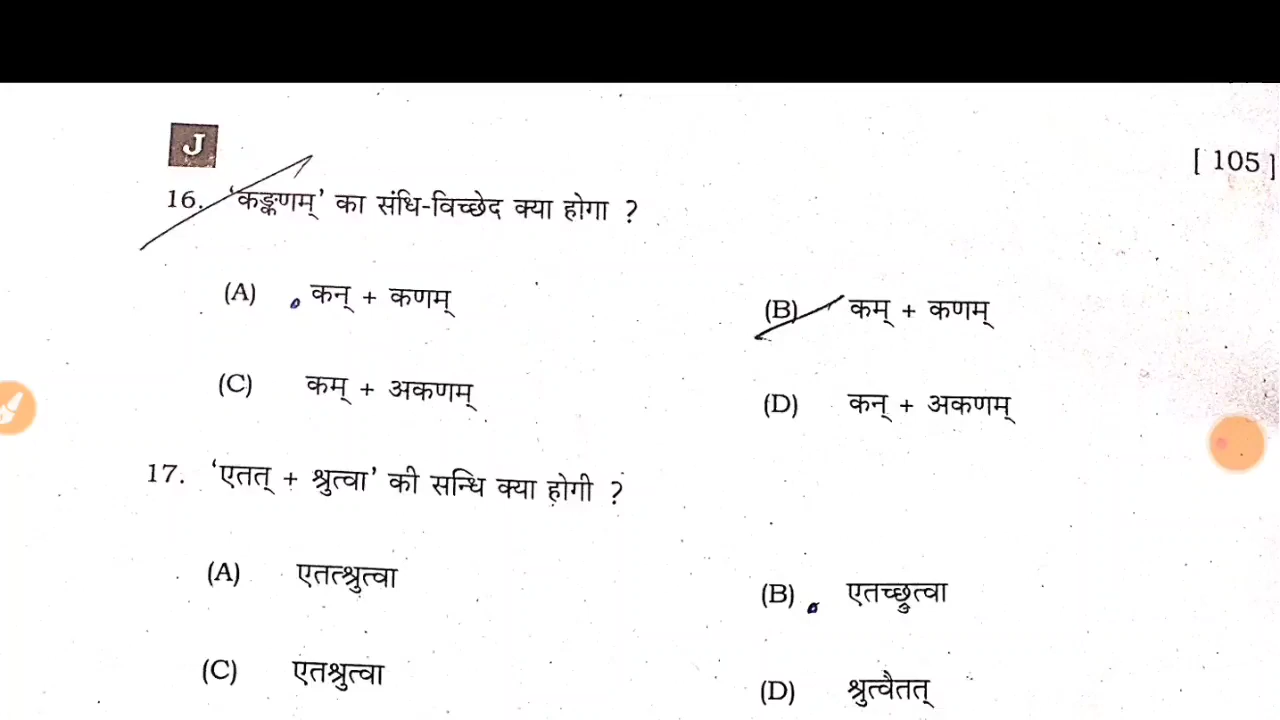 J
[ 105 ]
16. 'कङ्कणम्' का संधि-विच्छेद क्या होगा ?
(A) कन् + कणम्
(B) कम् + कणम्
(C) कम् + अकणम्
(D) कन् + अकणम्
17. 'एतत् + श्रुत्वा' की सन्धि क्या होगी ?
(A) एतत्श्रुत्वा
(B) एतच्छ्रुत्वा
(C) एतश्रुत्वा
(D) श्रुत्वैतत्